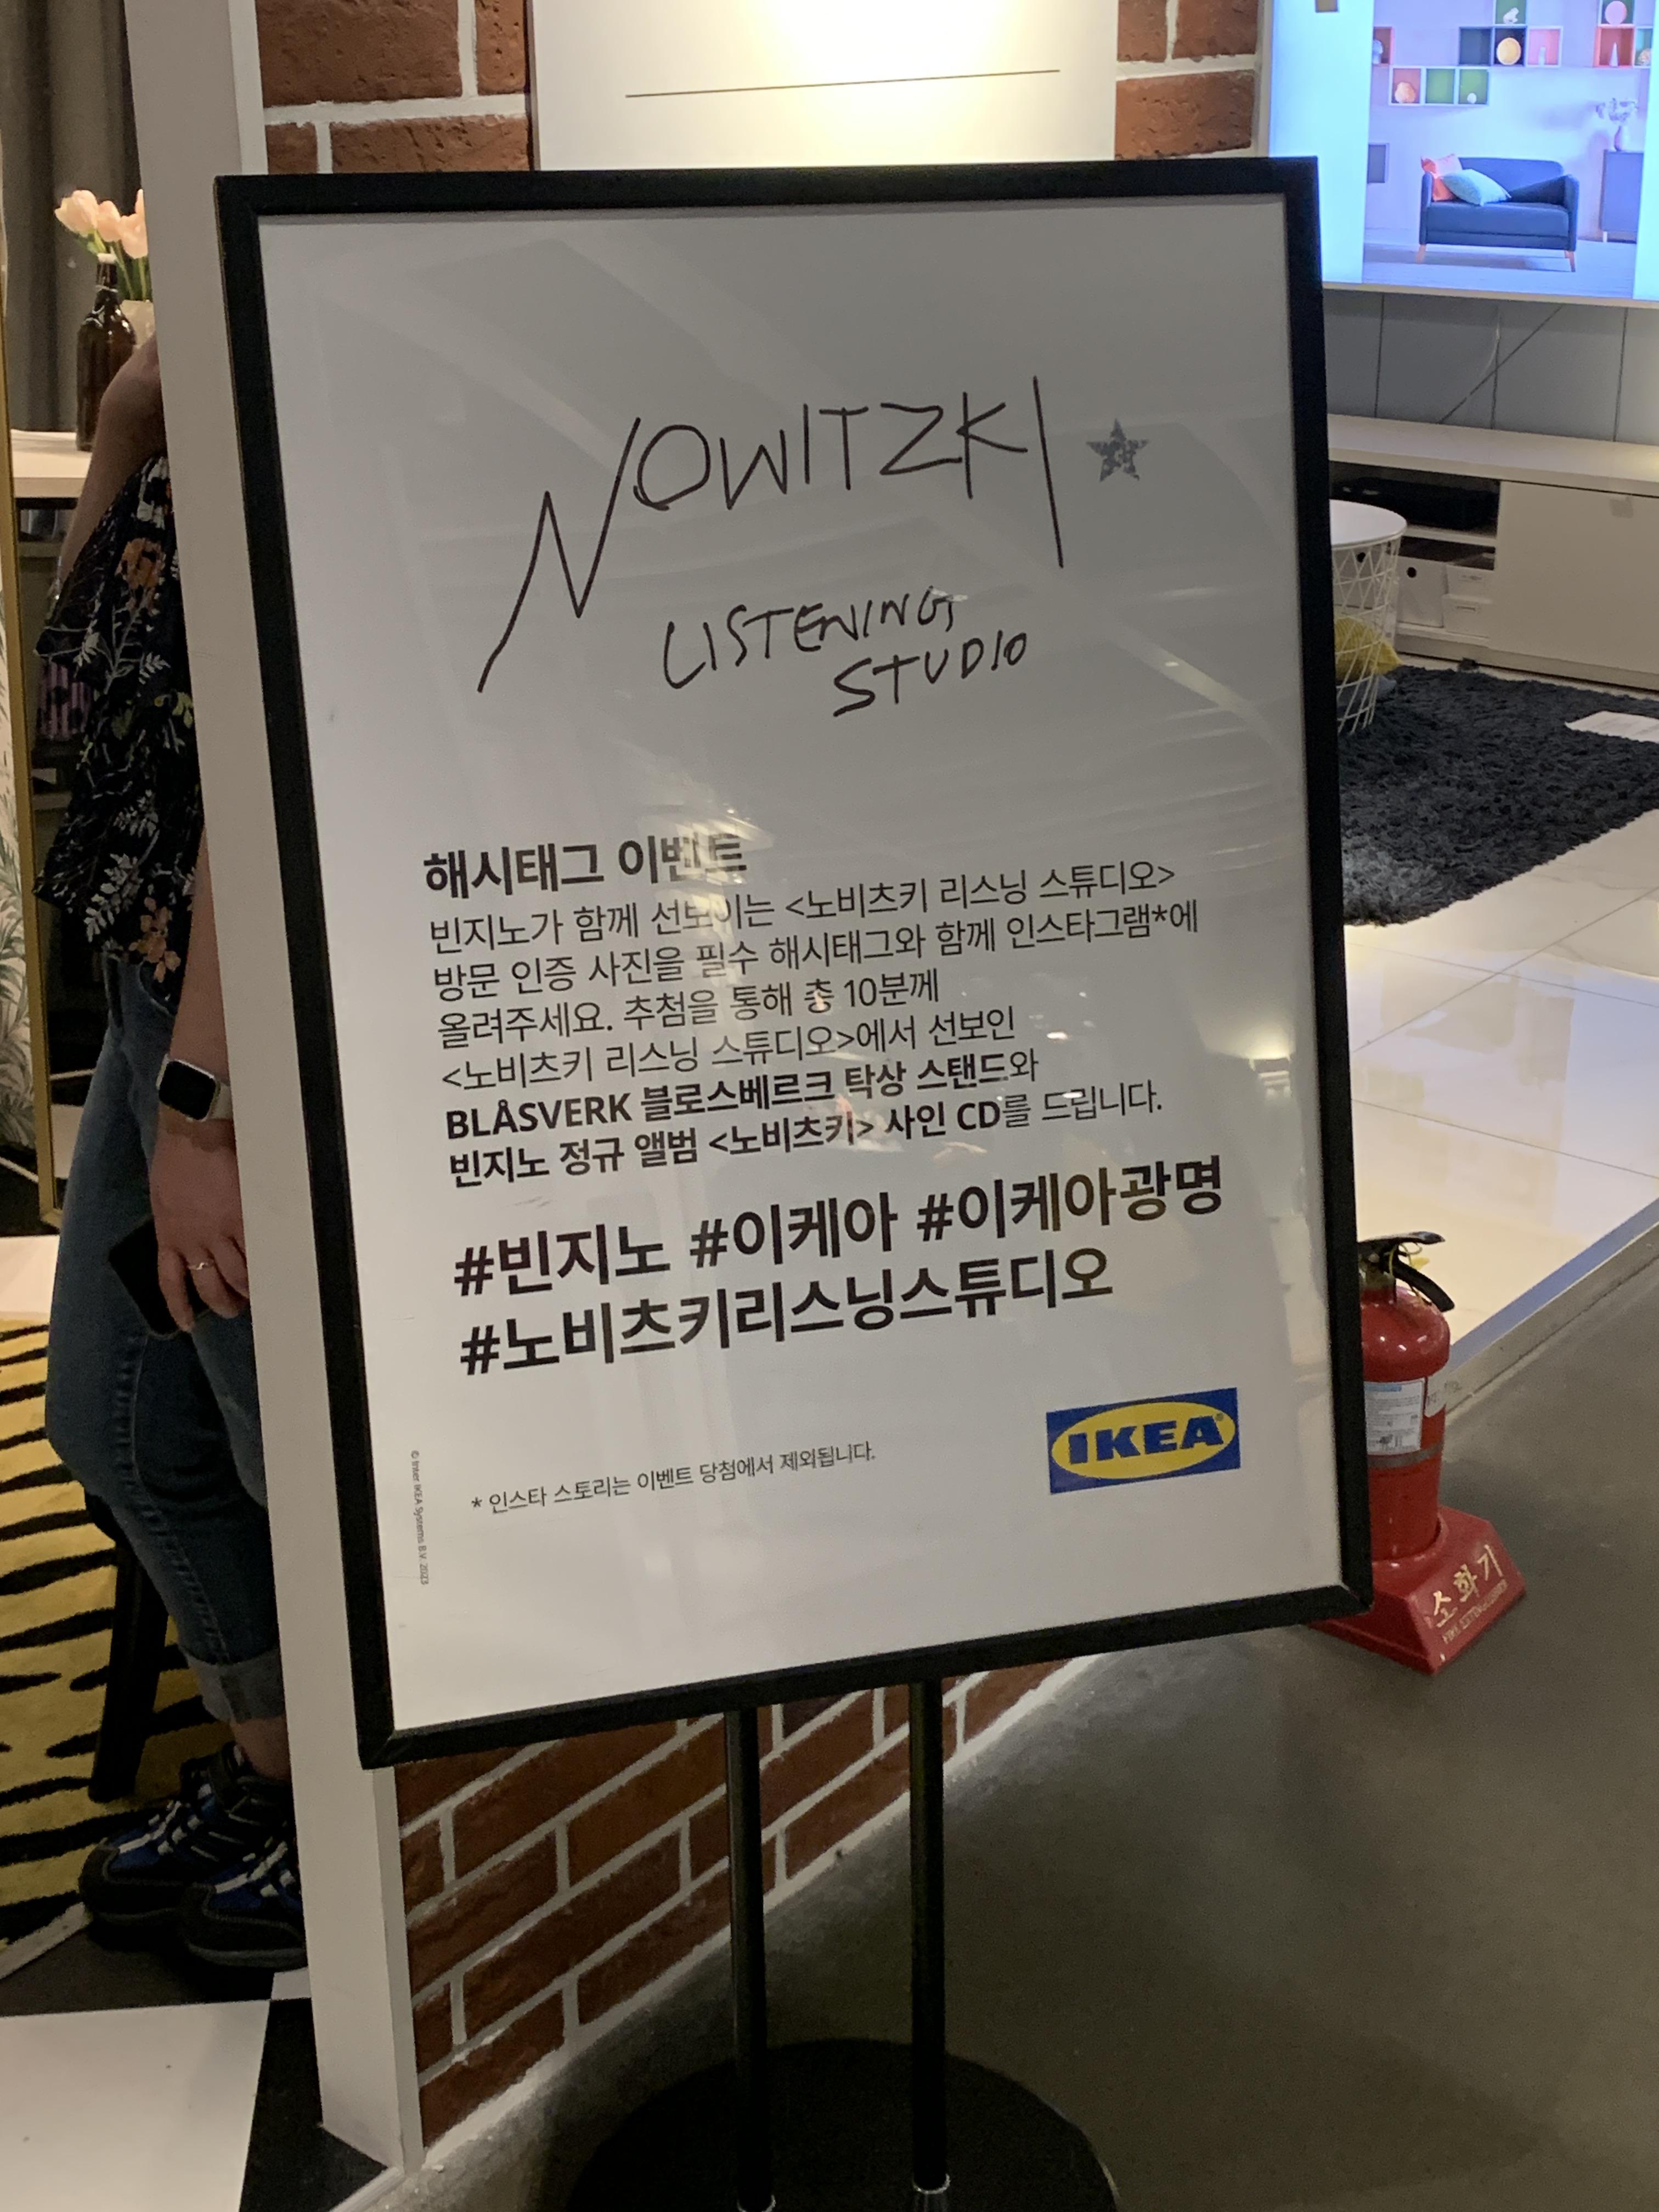 NOWITZKI
LISTENING
STUDIO
해시태그 이벤트
빈지노가 함께 선보이는 <노비츠키 리스닝 스튜디오>
방문 인증 사진을 필수 해시태그와 함께 인스타그램*에
올려주세요. 추첨을 통해 총 10분께
<노비츠키 리스닝 스튜디오>에서 선보인
BLÅSVERK 블로스베르크 탁상 스탠드와
빈지노 정규 앨범 <노비츠키> 사인 CD를 드립니다.
#빈지노 #이케아 #이케아광명
#노비츠키리스닝스튜디오
* 인스타 스토리는 이벤트 당첨에서 제외됩니다.
IKEA
© Inter IKEA Systems B.V. 2023
소화기